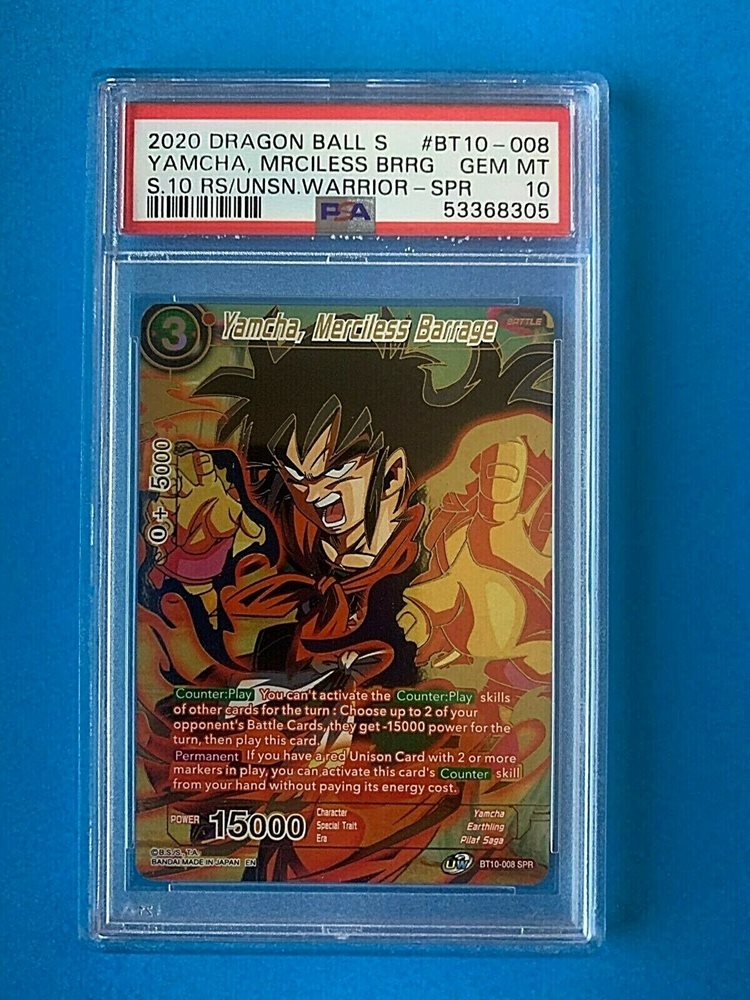 2020 DRAGON BALL S #BT10-008
YAMCHA, MRCILESS BRRG GEM MT
S.10 RS/UNSN.WARRIOR-SPR 10
PSA 53368305
3 Yamcha, Merciless Barrage BATTLE
0+15000
Counter:Play You can't activate the Counter:Play skills
of other cards for the turn : Choose up to 2 of your
opponent's Battle Cards, they get -15000 power for the
turn, then play this card.
Permanent If you have a red Unison Card with 2 or more
markers in play, you can activate this card's Counter skill
from your hand without paying its energy cost.
POWER 15000
Character Yamcha
Special Trait Earthling
Era Pilaf Saga
©B.S./S., T.A.
BANDAI MADE IN JAPAN EN
UW BT10-008 SPR